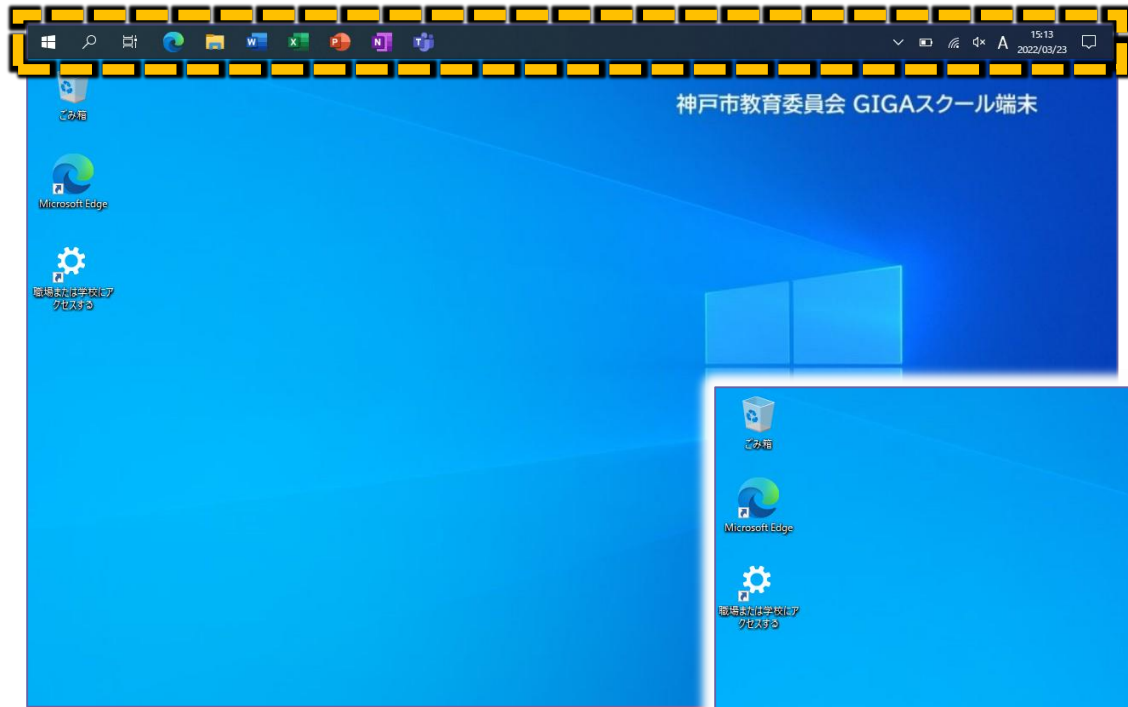 15:13
A
2022/03/23
神戸市教育委員会 GIGAスクール端末
ごみ箱
Microsoft Edge
職場または学校にア
クセスする
ごみ箱
Microsoft Edge
職場または学校にア
クセスする